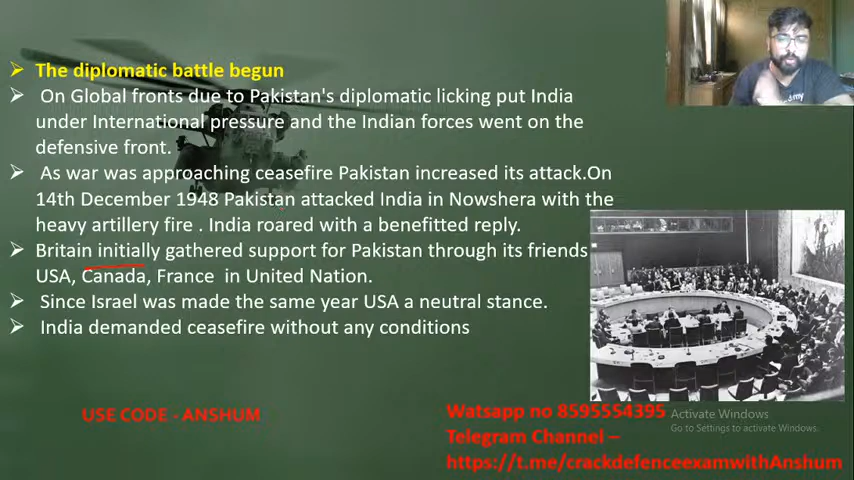 The diplomatic battle begun
On Global fronts due to Pakistan's diplomatic licking put India
under International pressure and the Indian forces went on the
defensive front.
As war was approaching ceasefire Pakistan increased its attack.On
14th December 1948 Pakistan attacked India in Nowshera with the
heavy artillery fire . India roared with a benefitted reply.
Britain initially gathered support for Pakistan through its friends
USA, Canada, France in United Nation.
Since Israel was made the same year USA a neutral stance.
India demanded ceasefire without any conditions
USE CODE - ANSHUM
Watsapp no 8595554395
Telegram Channel –
https://t.me/crackdefenceexamwithAnshum
Activate Windows
Go to Settings to activate Windows.